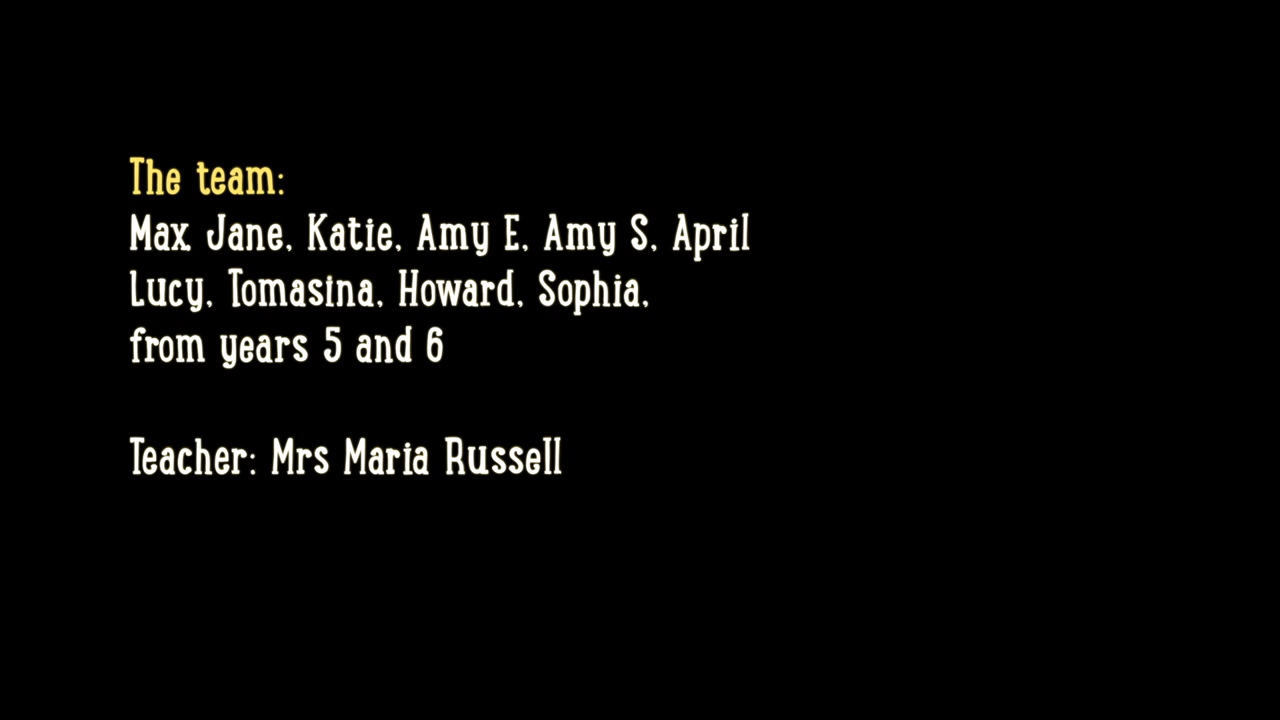 The team:
Max, Jane, Katie, Amy E, Amy S, April
Lucy, Tomasina, Howard, Sophia,
from years 5 and 6
Teacher: Mrs Maria Russell